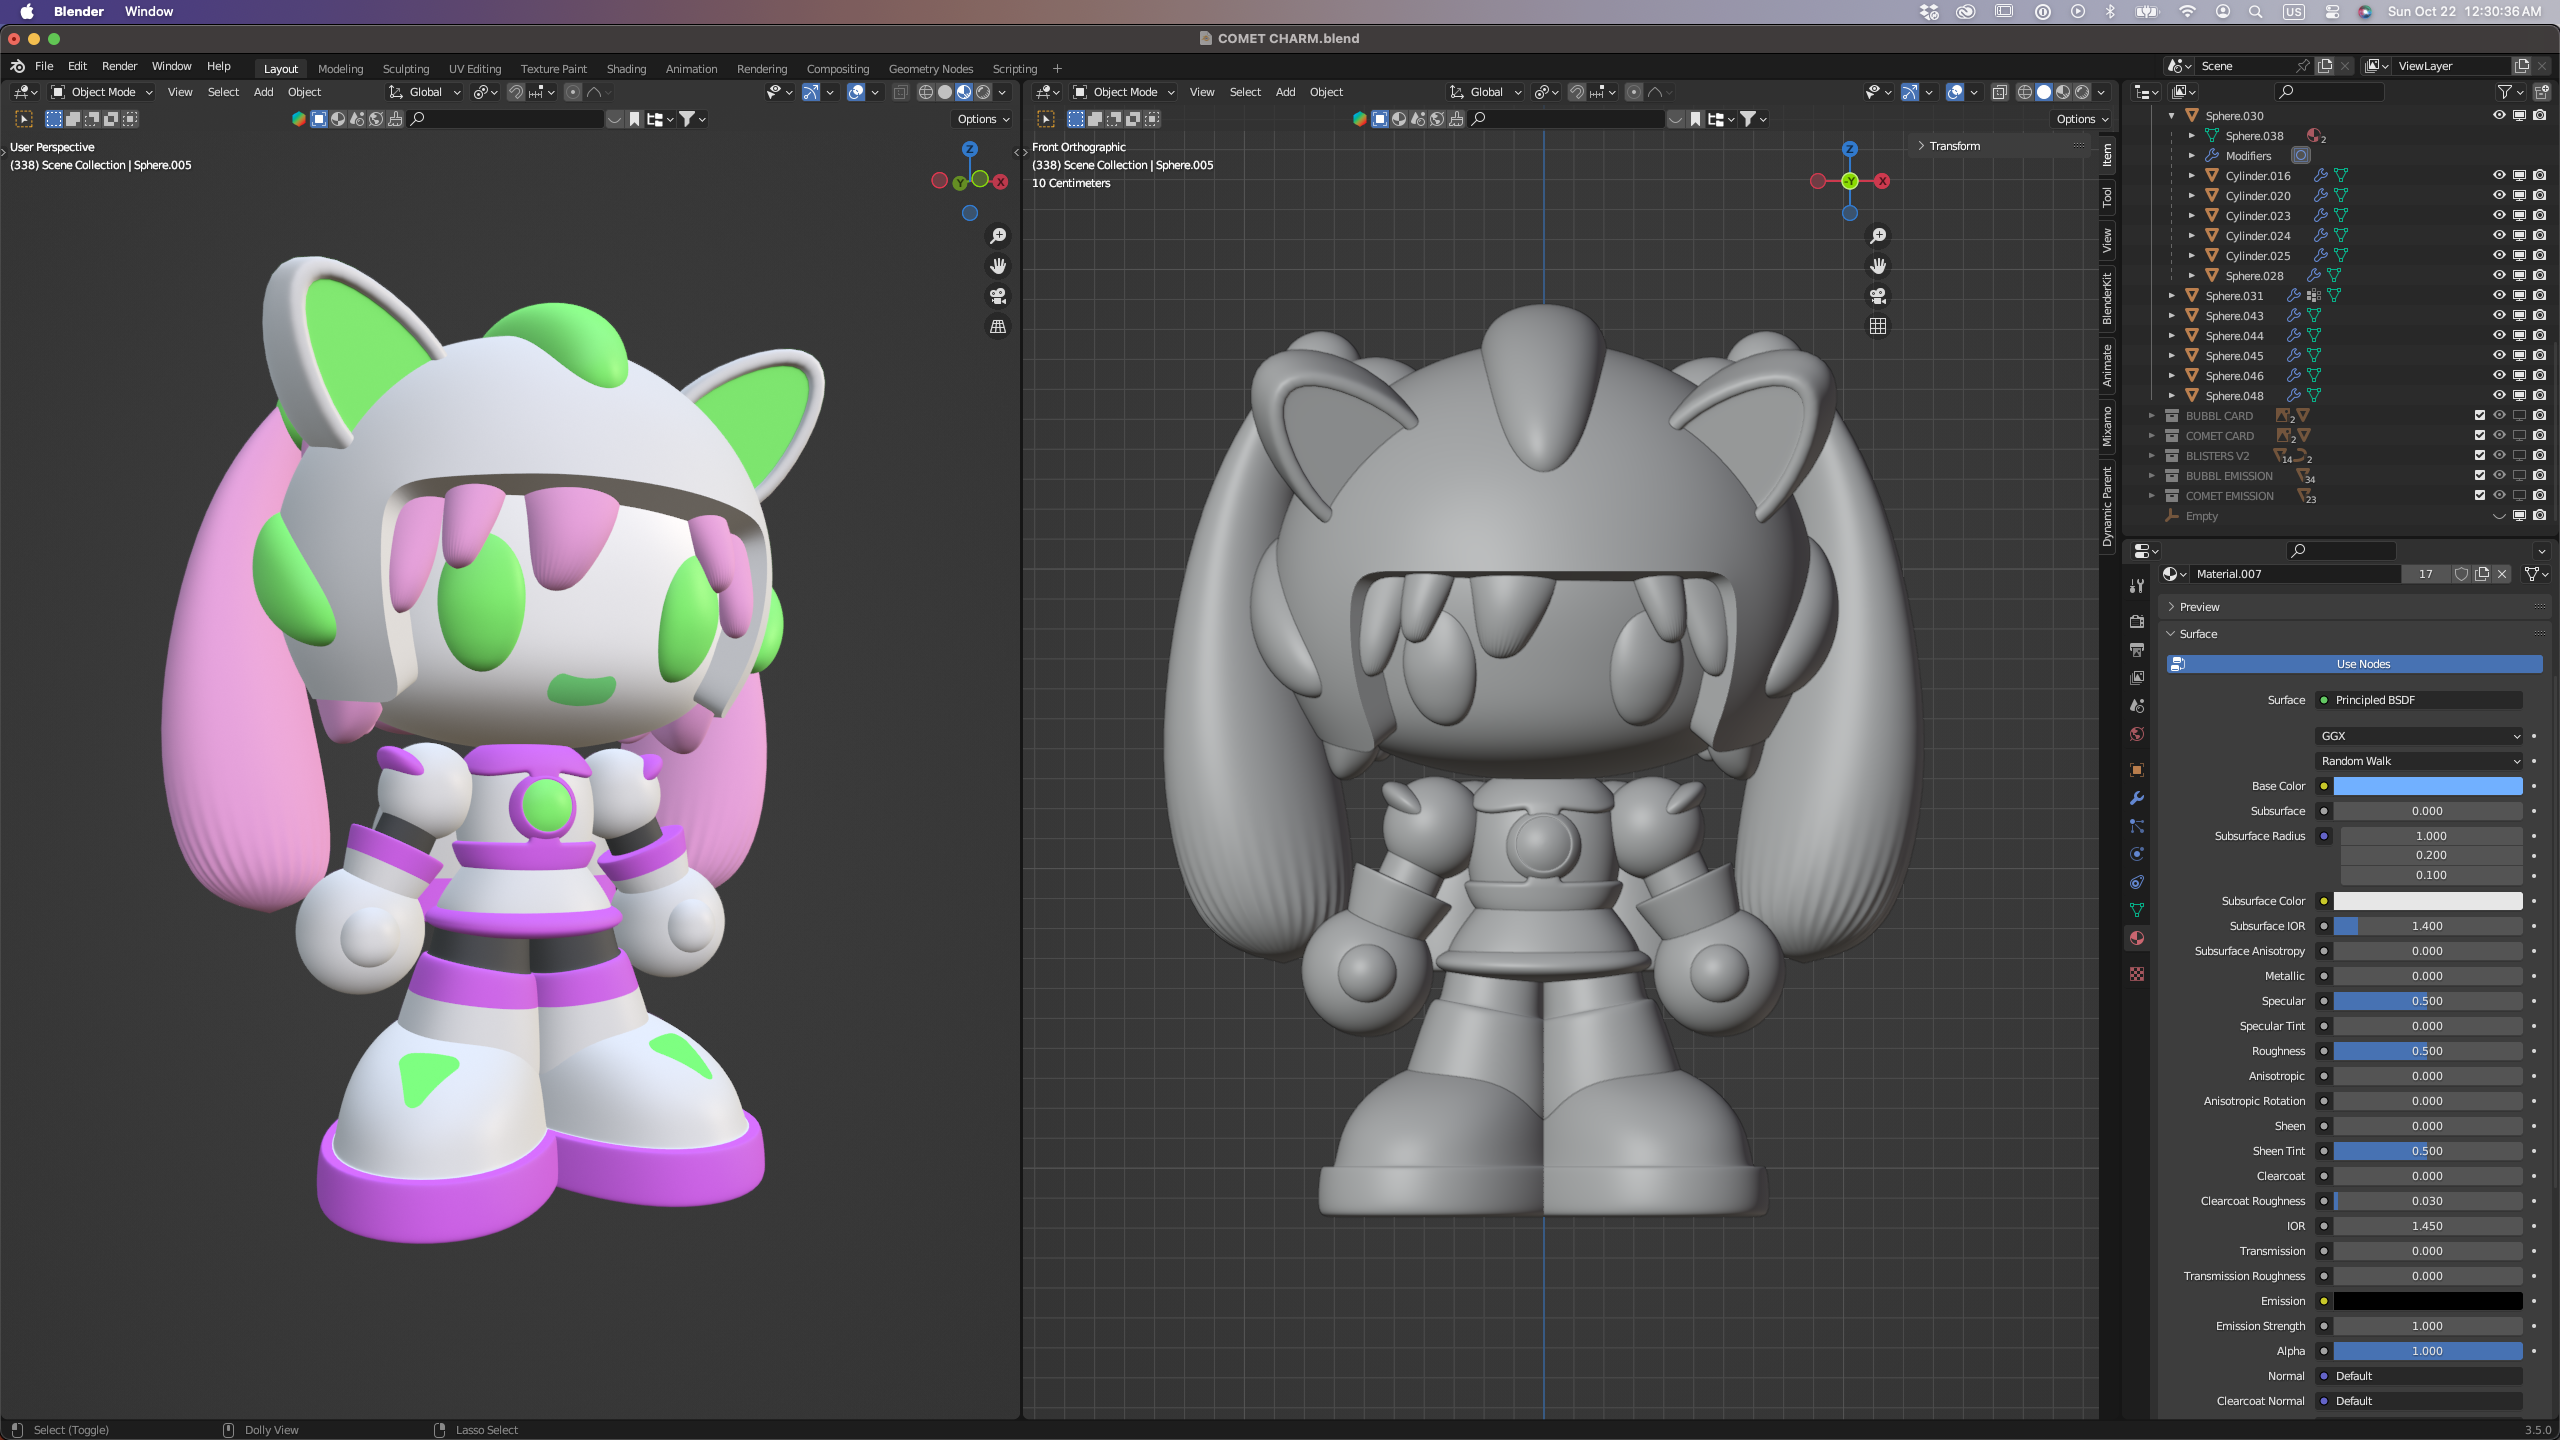 Blender Window
US Sun Oct 22 12:30:36 AM
COMET CHARM.blend
File Edit Render Window Help
Layout Modeling Sculpting UV Editing Texture Paint Shading Animation Rendering Compositing Geometry Nodes Scripting +
Scene
ViewLayer
Object Mode View Select Add Object Global
Options
User Perspective
(338) Scene Collection | Sphere.005
Z
Y
X
Object Mode View Select Add Object Global
Options
Front Orthographic
(338) Scene Collection | Sphere.005
10 Centimeters
Z
-Y
X
Transform
Item
Tool
View
BlenderKit
Animate
Mixamo
Dynamic Parent
Sphere.030
Sphere.038 2
Modifiers
Cylinder.016
Cylinder.020
Cylinder.023
Cylinder.024
Cylinder.025
Sphere.028
Sphere.031
Sphere.043
Sphere.044
Sphere.045
Sphere.046
Sphere.048
BUBBL CARD 2
COMET CARD 2
BLISTERS V2 14 2
BUBBL EMISSION 34
COMET EMISSION 23
Empty
Material.007 17
Preview
Surface
Use Nodes
Surface Principled BSDF
GGX
Random Walk
Base Color
Subsurface 0.000
Subsurface Radius 1.000
0.200
0.100
Subsurface Color
Subsurface IOR 1.400
Subsurface Anisotropy 0.000
Metallic 0.000
Specular 0.500
Specular Tint 0.000
Roughness 0.500
Anisotropic 0.000
Anisotropic Rotation 0.000
Sheen 0.000
Sheen Tint 0.500
Clearcoat 0.000
Clearcoat Roughness 0.030
IOR 1.450
Transmission 0.000
Transmission Roughness 0.000
Emission
Emission Strength 1.000
Alpha 1.000
Normal Default
Clearcoat Normal Default
Select (Toggle) Dolly View Lasso Select
3.5.0